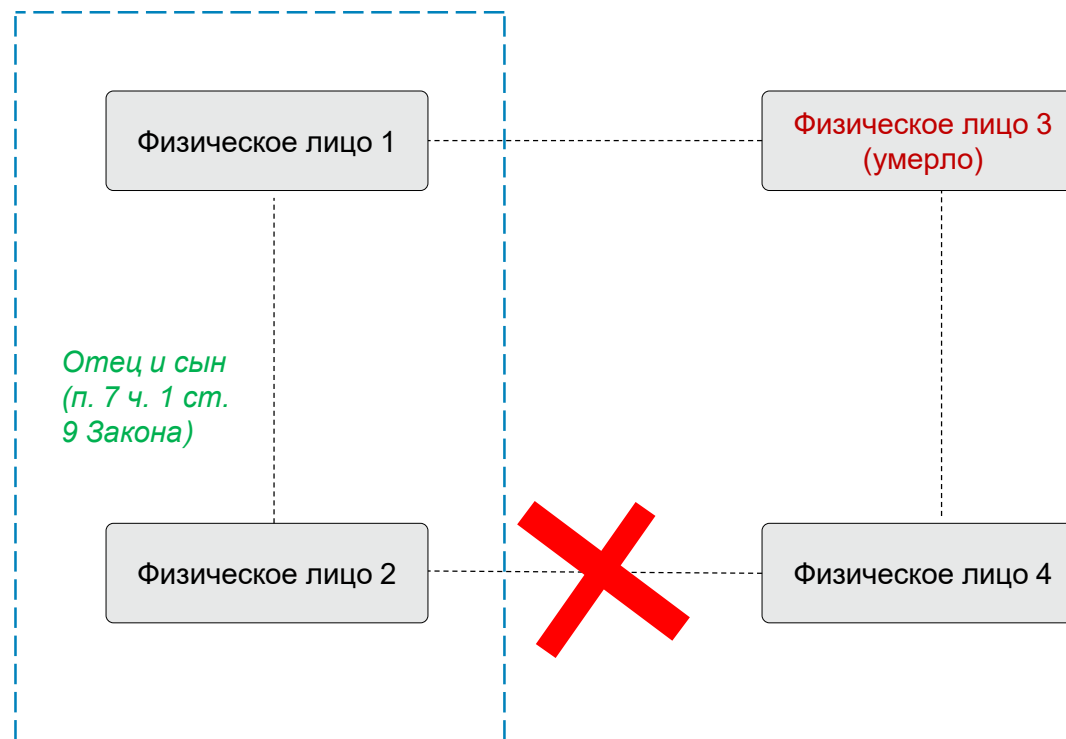 Физическое лицо 1
Физическое лицо 3
(умерло)
Отец и сын
(п. 7 ч. 1 ст.
9 Закона)
Физическое лицо 2
Физическое лицо 4